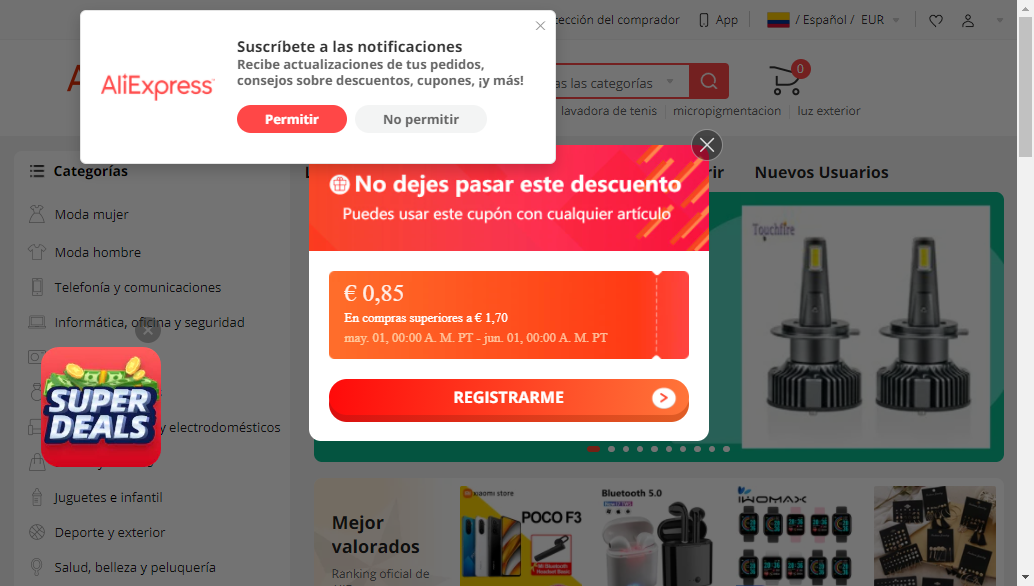 ección del comprador
App
/ Español /
EUR
Suscríbete a las notificaciones
Recibe actualizaciones de tus pedidos,
consejos sobre descuentos, cupones, ¡y más!
AliExpress
Permitir
No permitir
as las categorías
0
lavadora de tenis
micropigmentacion
luz exterior
Categorías
Nuevos Usuarios
Moda mujer
Moda hombre
Telefonía y comunicaciones
Informática, oficina y seguridad
y electrodomésticos
Juguetes e infantil
Deporte y exterior
Salud, belleza y peluquería
SUPER
DEALS
No dejes pasar este descuento
Puedes usar este cupón con cualquier artículo
€ 0,85
En compras superiores a € 1,70
may. 01, 00:00 A. M. PT - jun. 01, 00:00 A. M. PT
REGISTRARME
Touchfire
Mejor
valorados
Ranking oficial de
xiaomi store
POCO F3
Mi Bluetooth
Headset Basic
Bluetooth 5.0
IWOMAX